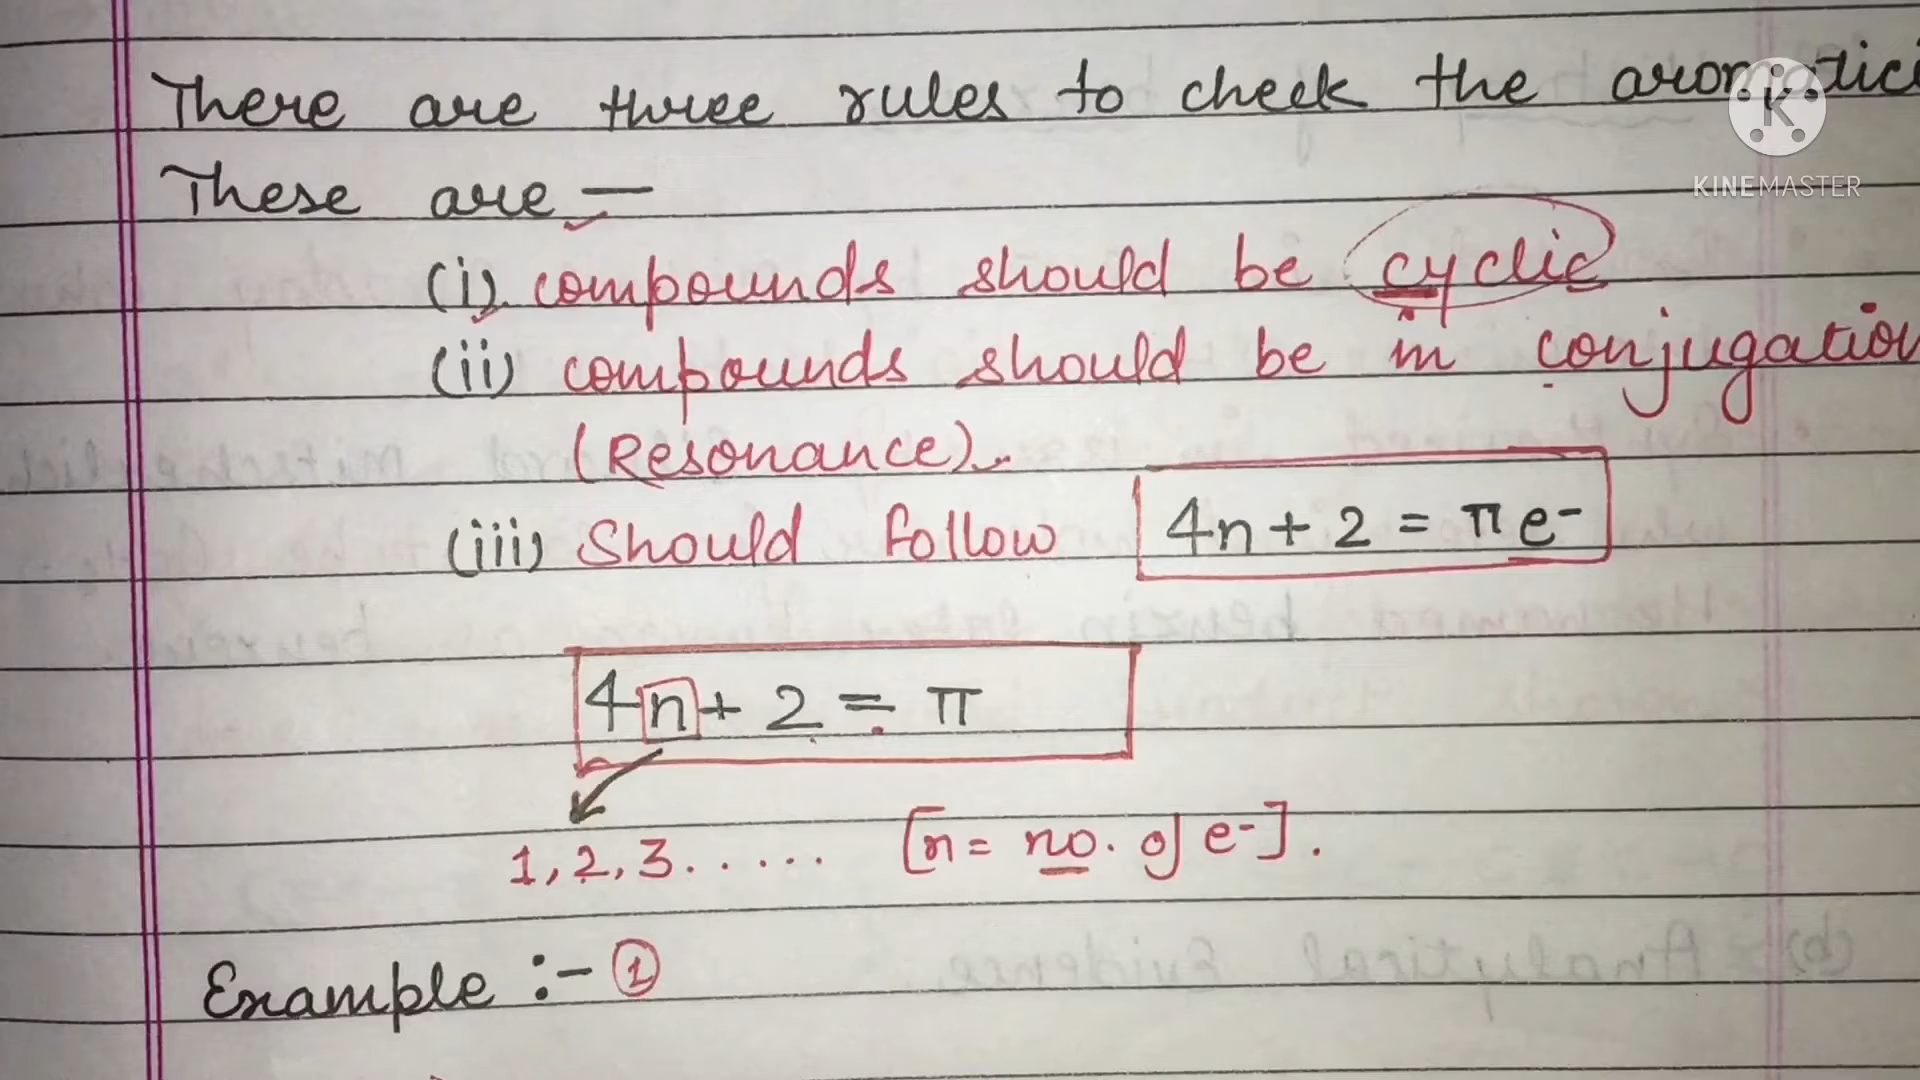 There are three rules to check the aromatici
These are —
(i). compounds should be cyclic
(ii) compounds should be in conjugation
(Resonance).
(iii) Should follow 4n + 2 = π e-
4n + 2 = π
1, 2, 3 . . . . . [n = no. of e-].
Example :- 1
K
KINEMASTER